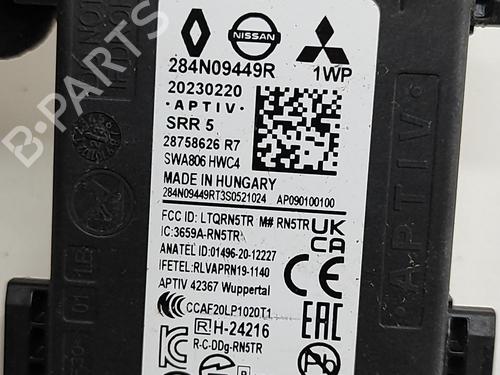 NISSAN
284N09449R 1WP
20230220
· A P T I V ·
SRR 5
28758626 R7
SWA806 HWC4
MADE IN HUNGARY
284N09449RT3S0521024 AP090100100
FCC ID: LTQRN5TR M# RN5TR
IC:3659A-RN5TR
UK
CA
ANATEL ID:01496-20-12227
IFETEL:RLVAPRN19-1140
APTIV 42367 Wuppertal
CE
CCAF20LP1020T1
EAC
R H-24216
R-C-DDg-RN5TR
· A P T I V ·
B-Parts